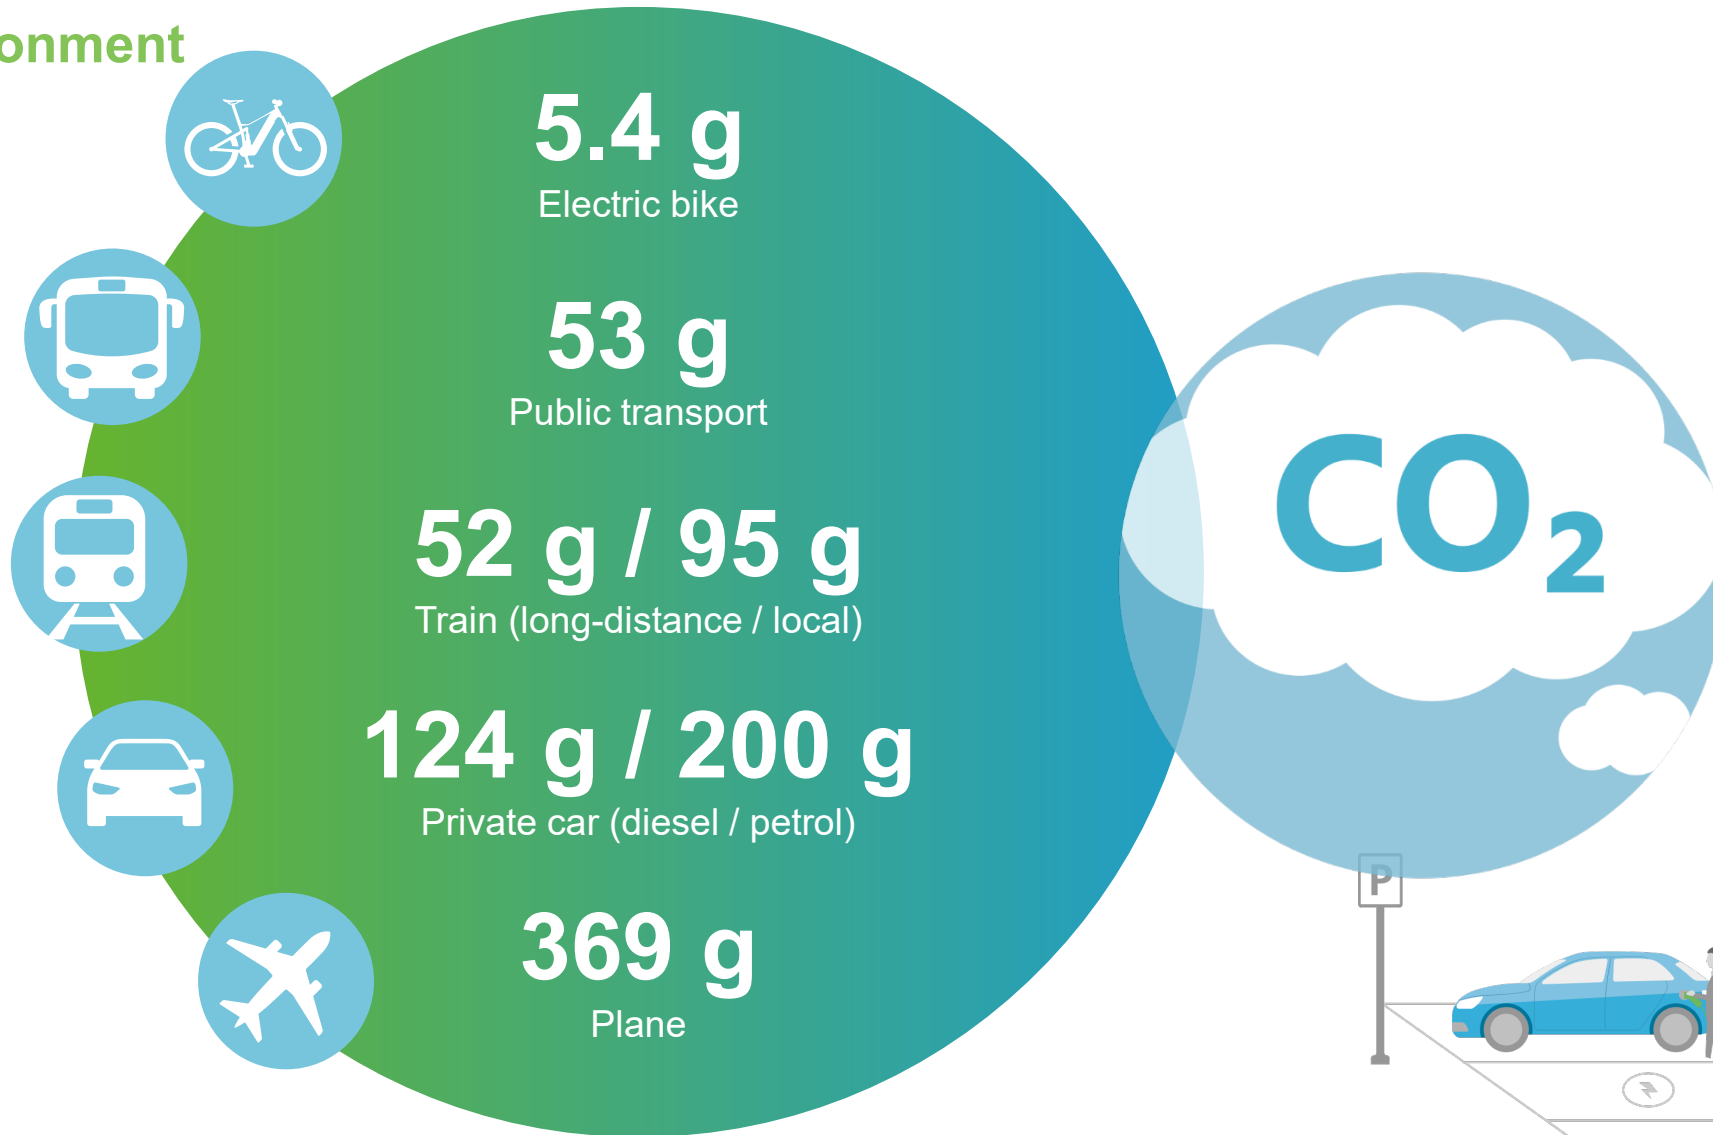 onment
5.4 g
Electric bike
53 g
Public transport
52 g / 95 g
Train (long-distance / local)
124 g / 200 g
Private car (diesel / petrol)
369 g
Plane
CO₂
P